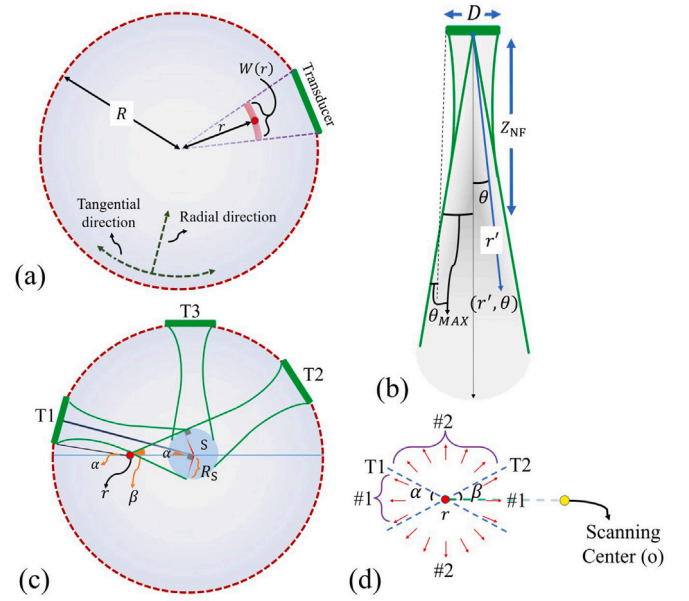 R
W(r)
r
Transducer
Tangential
direction
Radial direction
(a)
D
Z_NF
θ
r′
(r′, θ)
θ_MAX
(b)
T3
T2
T1
S
α
α
R_S
r
β
(c)
#2
T1
T2
#1
α
β
#1
r
#2
Scanning
Center (o)
(d)